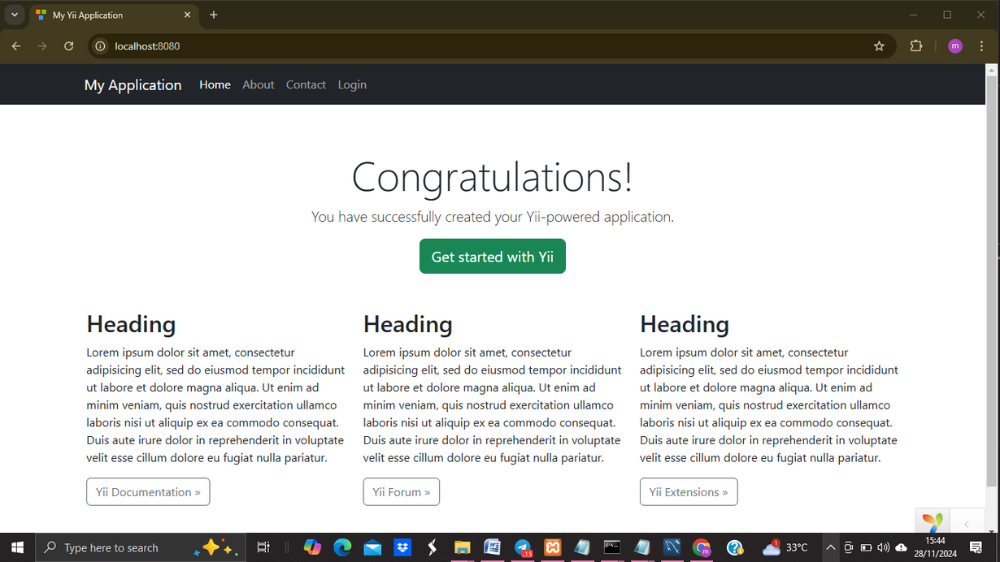 My Yii Application
localhost:8080
m
My Application Home About Contact Login
Congratulations!
You have successfully created your Yii-powered application.
Get started with Yii
Heading
Lorem ipsum dolor sit amet, consectetur
adipisicing elit, sed do eiusmod tempor incididunt
ut labore et dolore magna aliqua. Ut enim ad
minim veniam, quis nostrud exercitation ullamco
laboris nisi ut aliquip ex ea commodo consequat.
Duis aute irure dolor in reprehenderit in voluptate
velit esse cillum dolore eu fugiat nulla pariatur.
Yii Documentation »
Heading
Lorem ipsum dolor sit amet, consectetur
adipisicing elit, sed do eiusmod tempor incididunt
ut labore et dolore magna aliqua. Ut enim ad
minim veniam, quis nostrud exercitation ullamco
laboris nisi ut aliquip ex ea commodo consequat.
Duis aute irure dolor in reprehenderit in voluptate
velit esse cillum dolore eu fugiat nulla pariatur.
Yii Forum »
Heading
Lorem ipsum dolor sit amet, consectetur
adipisicing elit, sed do eiusmod tempor incididunt
ut labore et dolore magna aliqua. Ut enim ad
minim veniam, quis nostrud exercitation ullamco
laboris nisi ut aliquip ex ea commodo consequat.
Duis aute irure dolor in reprehenderit in voluptate
velit esse cillum dolore eu fugiat nulla pariatur.
Yii Extensions »
Type here to search
15
m
1
33°C
15:44
28/11/2024